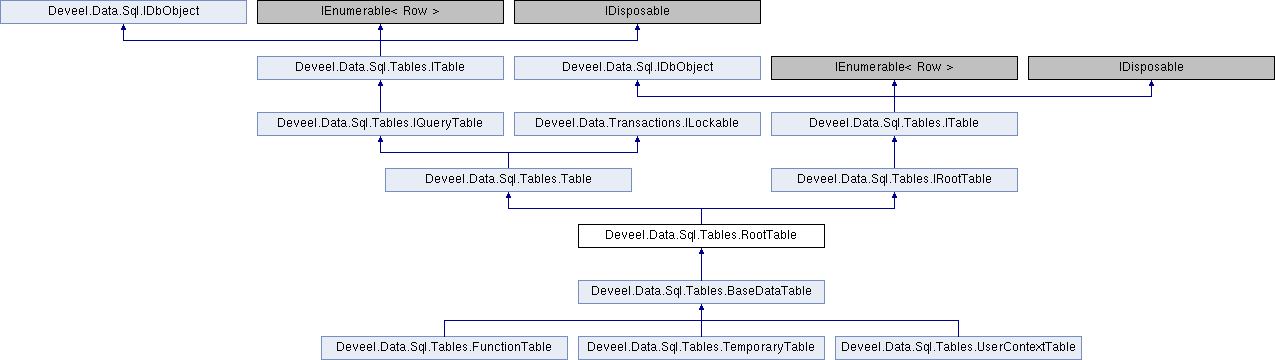 Deveel.Data.Sql.IDbObject
IEnumerable< Row >
IDisposable
Deveel.Data.Sql.Tables.ITable
Deveel.Data.Sql.IDbObject
IEnumerable< Row >
IDisposable
Deveel.Data.Sql.Tables.IQueryTable
Deveel.Data.Transactions.ILockable
Deveel.Data.Sql.Tables.ITable
Deveel.Data.Sql.Tables.Table
Deveel.Data.Sql.Tables.IRootTable
Deveel.Data.Sql.Tables.RootTable
Deveel.Data.Sql.Tables.BaseDataTable
Deveel.Data.Sql.Tables.FunctionTable
Deveel.Data.Sql.Tables.TemporaryTable
Deveel.Data.Sql.Tables.UserContextTable